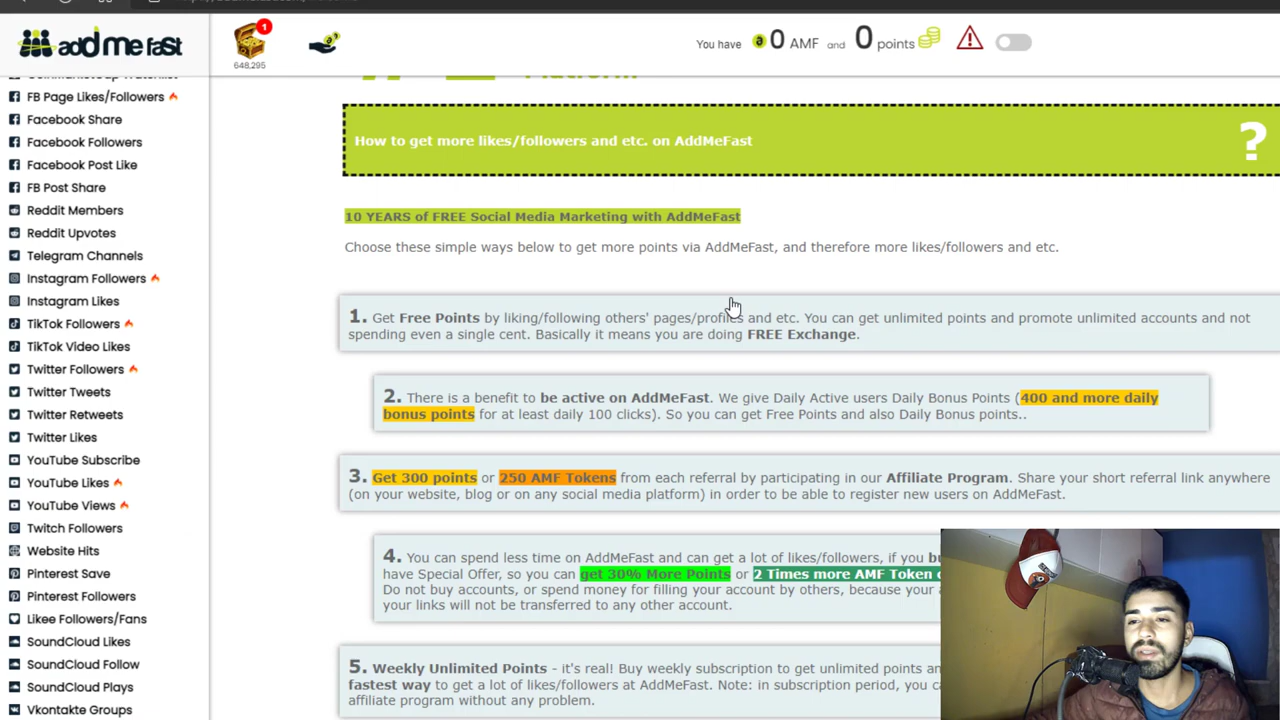 add me fast
1
648,295
You have 0 AMF and 0 points
FB Page Likes/Followers
Facebook Share
Facebook Followers
Facebook Post Like
FB Post Share
Reddit Members
Reddit Upvotes
Telegram Channels
Instagram Followers
Instagram Likes
TikTok Followers
TikTok Video Likes
Twitter Followers
Twitter Tweets
Twitter Retweets
Twitter Likes
YouTube Subscribe
YouTube Likes
YouTube Views
Twitch Followers
Website Hits
Pinterest Save
Pinterest Followers
Likee Followers/Fans
SoundCloud Likes
SoundCloud Follow
SoundCloud Plays
Vkontakte Groups
Platform
How to get more likes/followers and etc. on AddMeFast
?
10 YEARS of FREE Social Media Marketing with AddMeFast
Choose these simple ways below to get more points via AddMeFast, and therefore more likes/followers and etc.
1. Get Free Points by liking/following others' pages/profiles and etc. You can get unlimited points and promote unlimited accounts and not
spending even a single cent. Basically it means you are doing FREE Exchange.
2. There is a benefit to be active on AddMeFast. We give Daily Active users Daily Bonus Points (400 and more daily
bonus points for at least daily 100 clicks). So you can get Free Points and also Daily Bonus points..
3. Get 300 points or 250 AMF Tokens from each referral by participating in our Affiliate Program. Share your short referral link anywhere
(on your website, blog or on any social media platform) in order to be able to register new users on AddMeFast.
4. You can spend less time on AddMeFast and can get a lot of likes/followers, if you
have Special Offer, so you can get 30% More Points or 2 Times more AMF Token
Do not buy accounts, or spend money for filling your account by others, because your
your links will not be transferred to any other account.
5. Weekly Unlimited Points - it's real! Buy weekly subscription to get unlimited points
fastest way to get a lot of likes/followers at AddMeFast. Note: in subscription period, you
affiliate program without any problem.